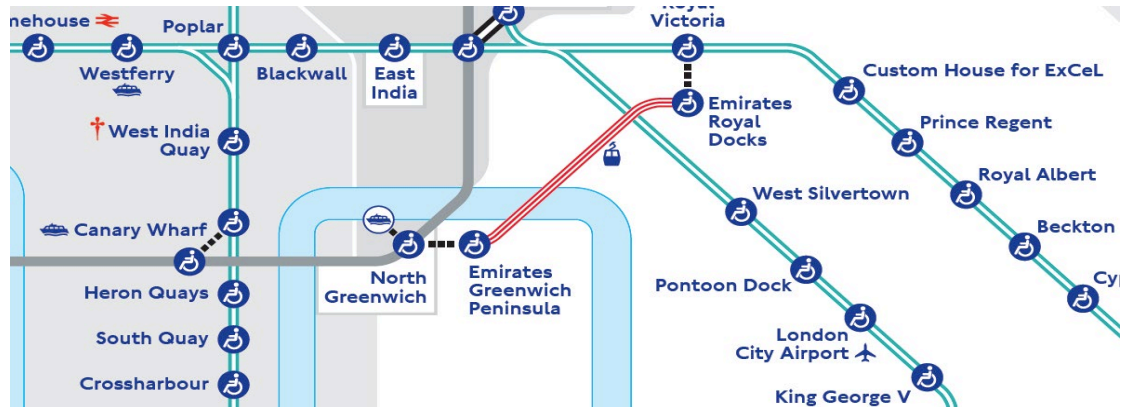 mehouse
Poplar
Royal
Victoria
Westferry
Blackwall
East
India
Custom House for ExCeL
Emirates
Royal
Docks
Prince Regent
West India
Quay
Royal Albert
West Silvertown
Canary Wharf
Beckton
North
Greenwich
Emirates
Greenwich
Peninsula
Heron Quays
Pontoon Dock
South Quay
London
City Airport
Crossharbour
King George V